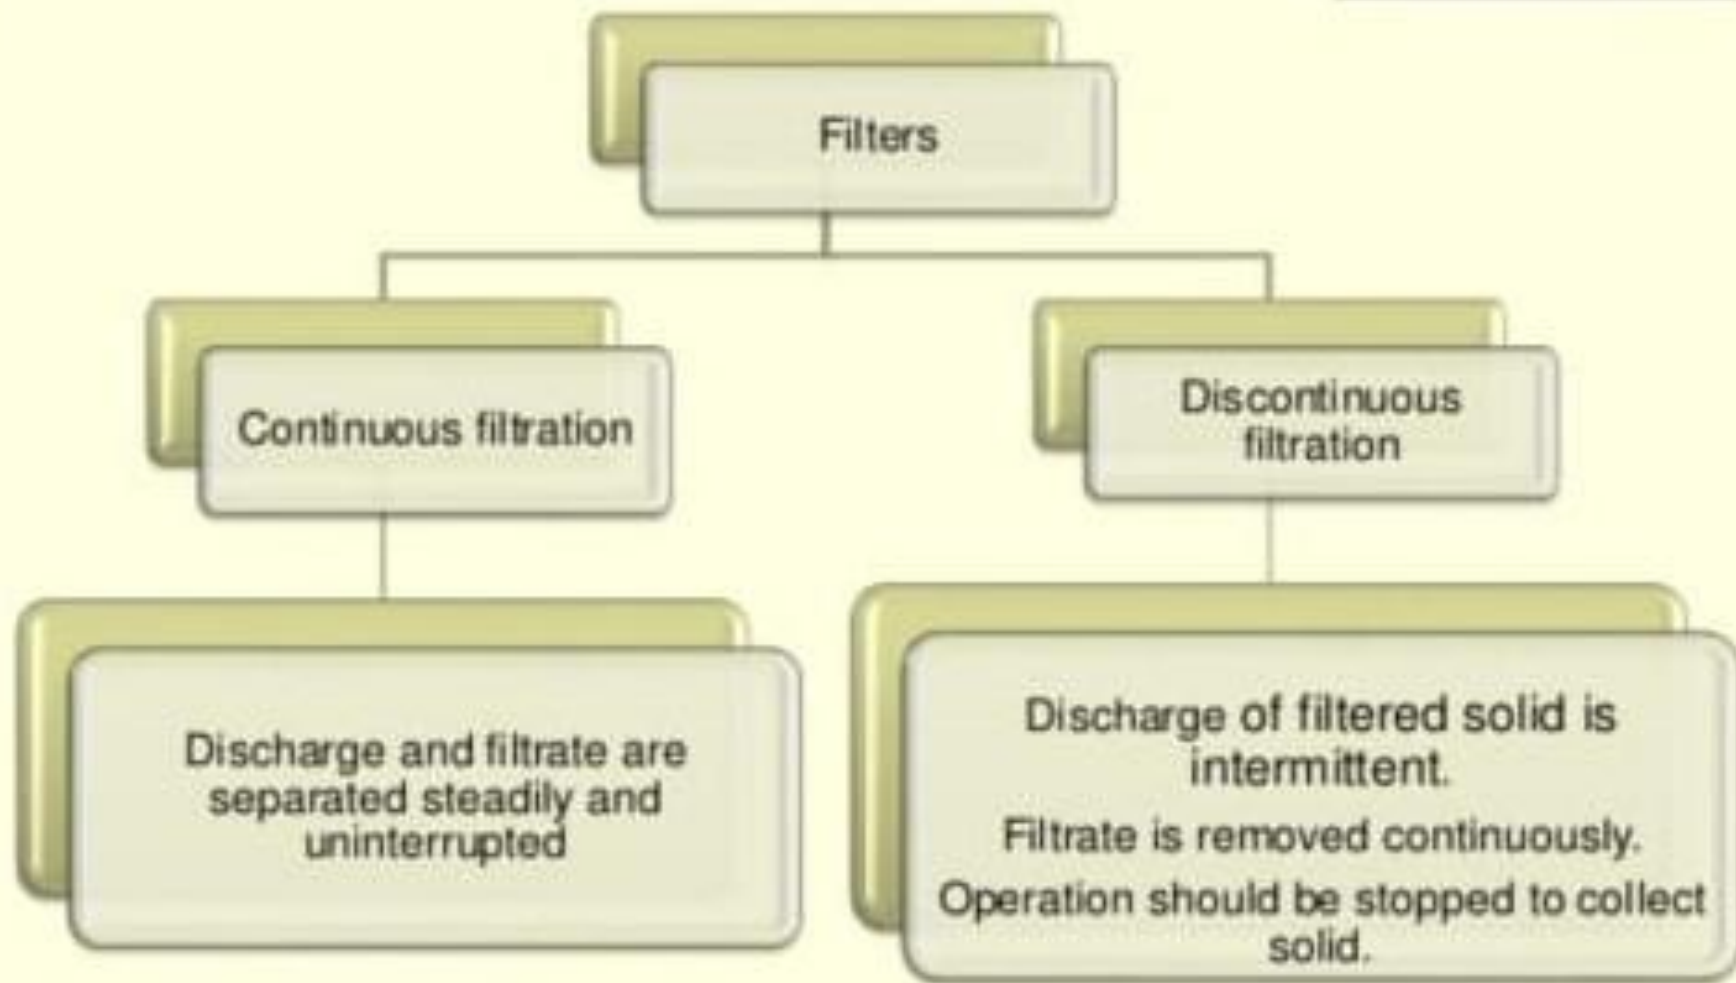 Filters
Continuous filtration
Discontinuous
filtration
Discharge and filtrate are
separated steadily and
uninterrupted
Discharge of filtered solid is
intermittent.
Filtrate is removed continuously.
Operation should be stopped to collect
solid.